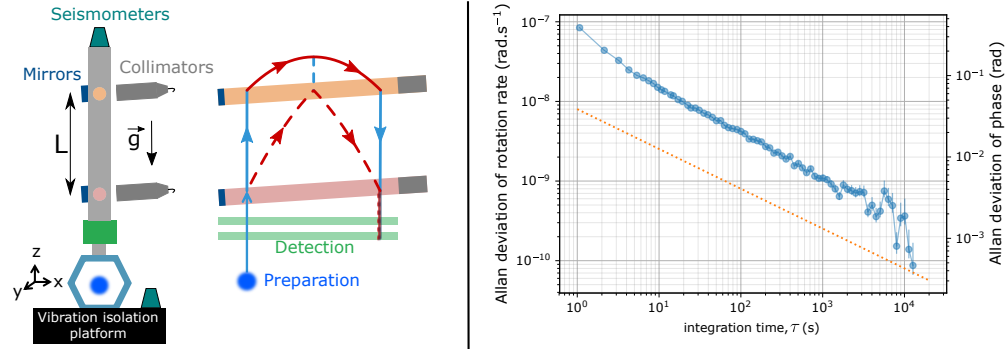 Seismometers
Mirrors
Collimators
L
g
z
y
x
Vibration isolation
platform
Detection
Preparation
Allan deviation of rotation rate (rad.s⁻¹)
10⁻⁷
10⁻⁸
10⁻⁹
10⁻¹⁰
10⁰
10¹
10²
10³
10⁴
integration time, τ (s)
10⁻¹
10⁻²
10⁻³
Allan deviation of phase (rad)